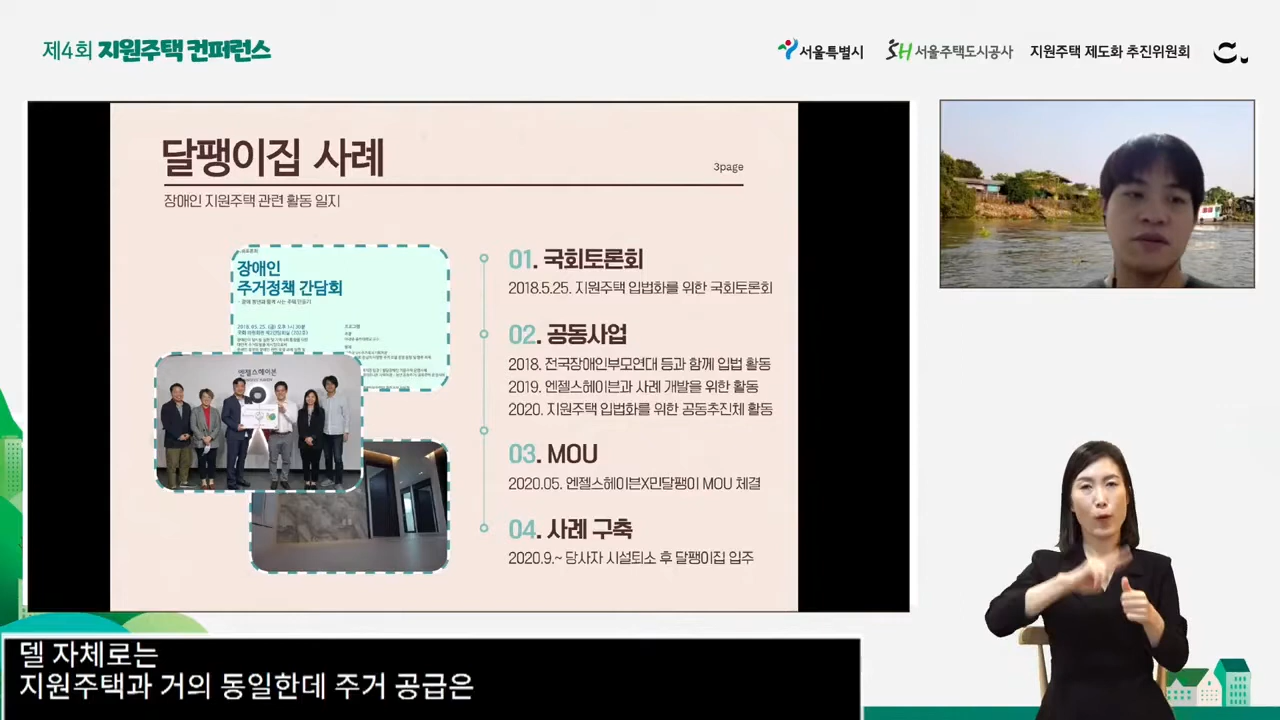 제4회 지원주택 컨퍼런스
서울특별시
SH 서울주택도시공사
지원주택 제도화 추진위원회
달팽이집 사례
3page
장애인 지원주택 관련 활동 일지
장애인
주거정책 간담회
엔젤스헤이븐
01. 국회토론회
2018.5.25. 지원주택 입법화를 위한 국회토론회
02. 공동사업
2018. 전국장애인부모연대 등과 함께 입법 활동
2019. 엔젤스헤이븐과 사례 개발을 위한 활동
2020. 지원주택 입법화를 위한 공동추진체 활동
03. MOU
2020.05. 엔젤스헤이븐X민달팽이 MOU 체결
04. 사례 구축
2020.9.~ 당사자 시설퇴소 후 달팽이집 입주
델 자체로는
지원주택과 거의 동일한데 주거 공급은